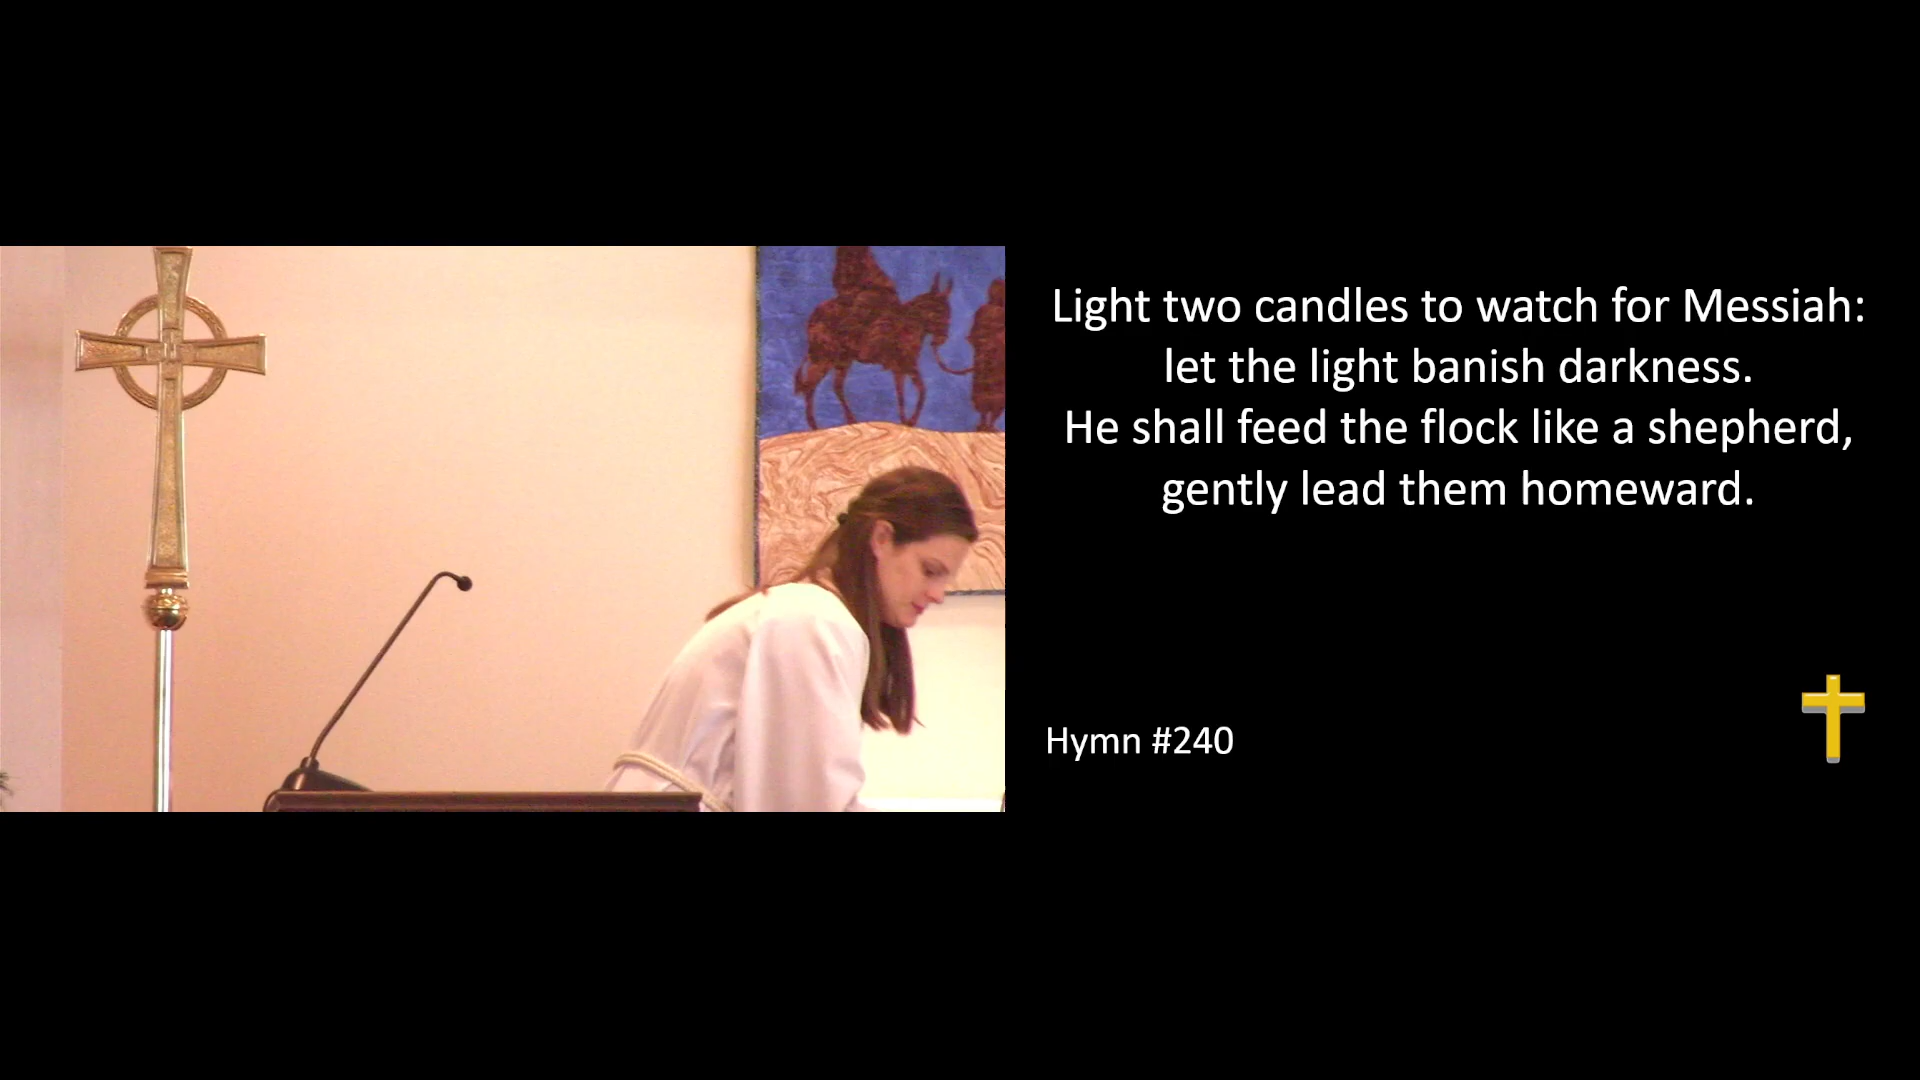 Light two candles to watch for Messiah:
let the light banish darkness.
He shall feed the flock like a shepherd,
gently lead them homeward.
Hymn #240